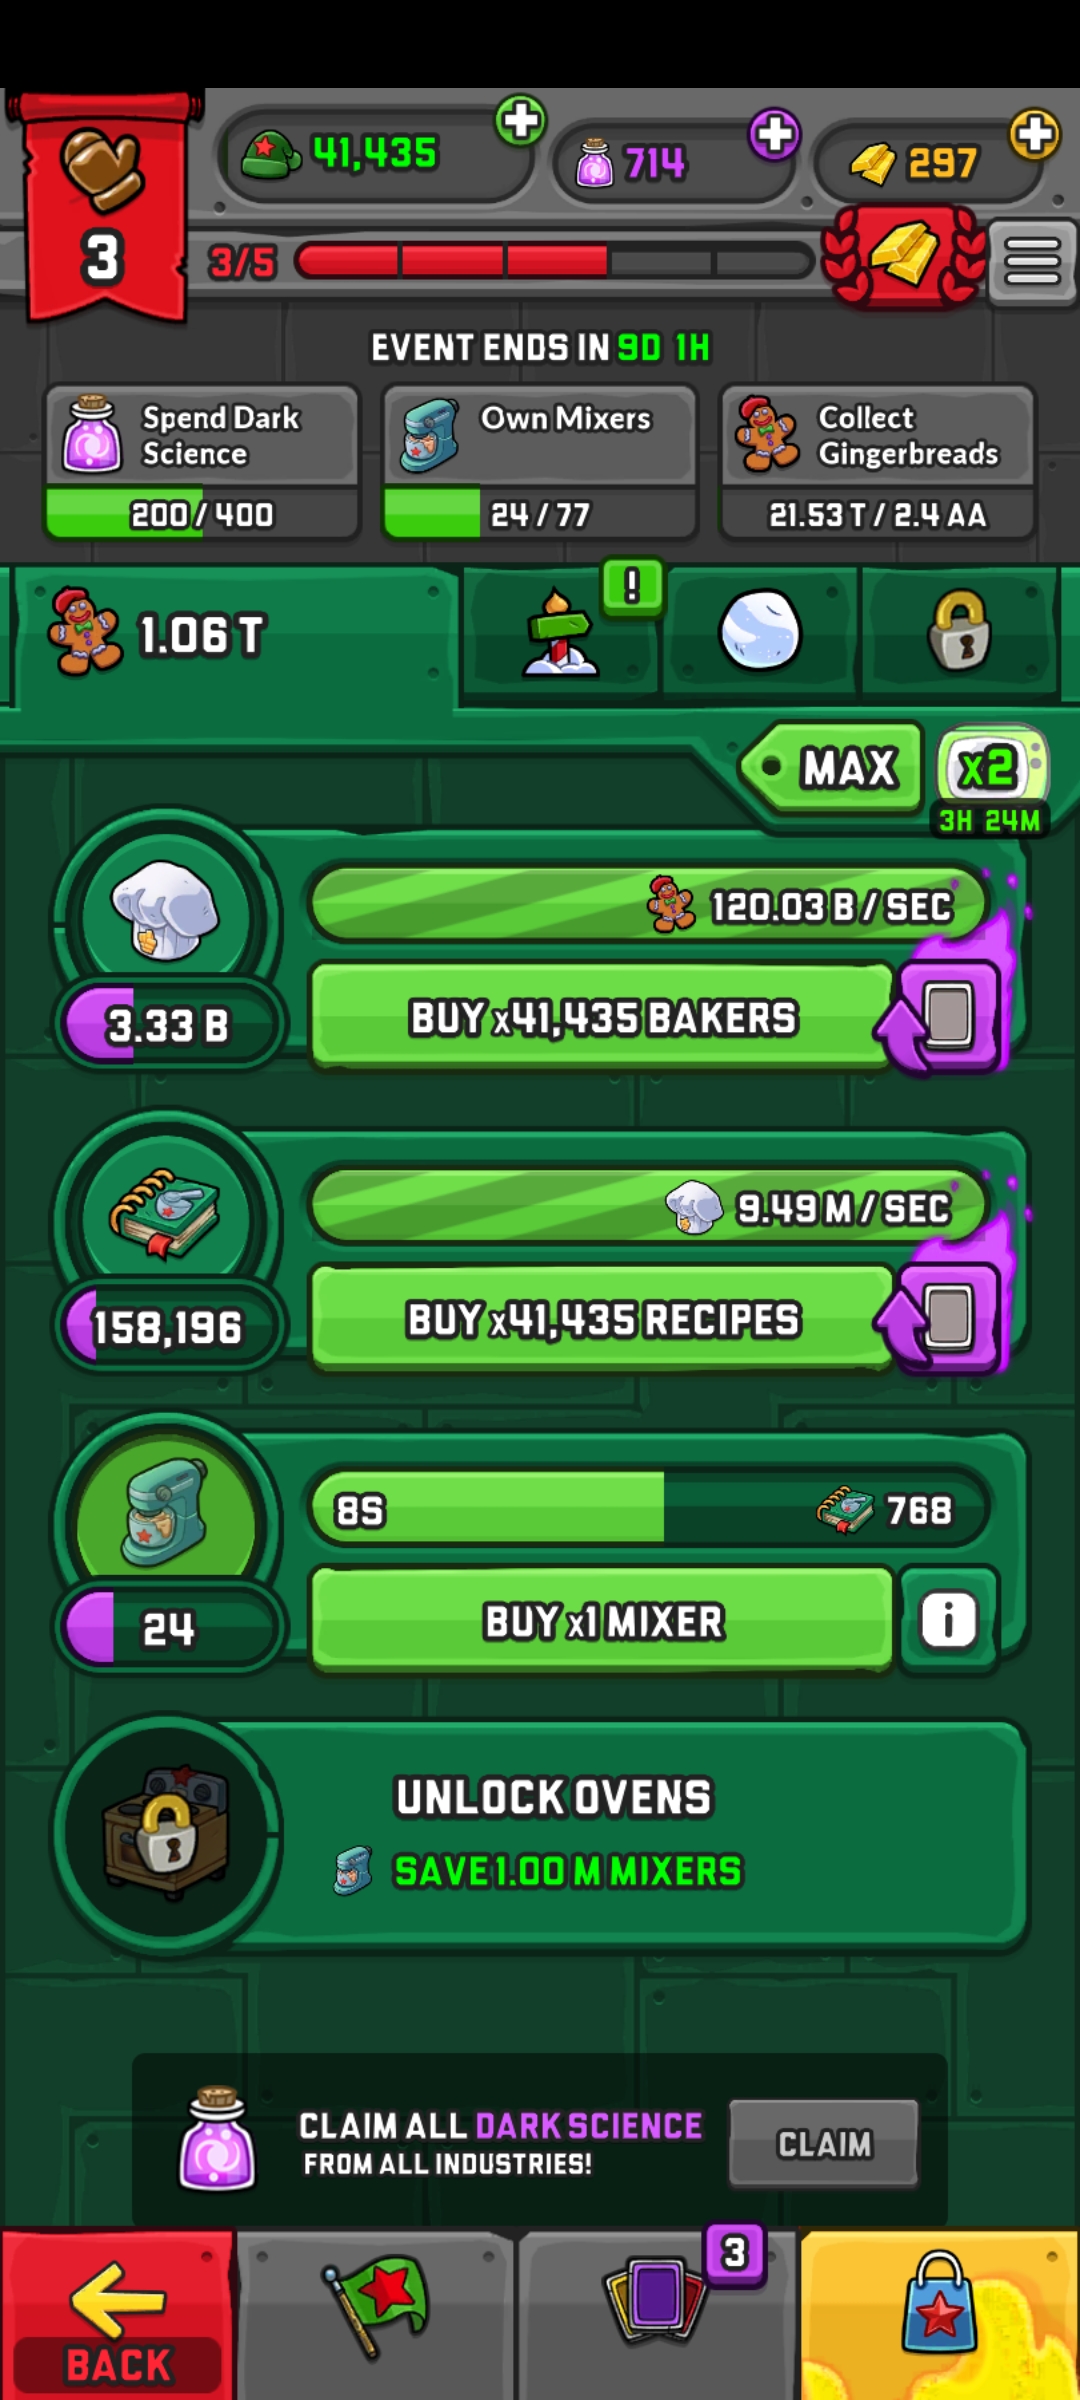 41,435
714
297
3
3/5
EVENT ENDS IN 9D 1H
Spend Dark
Science
200 / 400
Own Mixers
24 / 77
Collect
Gingerbreads
21.53 T / 2.4 AA
1.06 T
!
MAX
x2
3H 24M
120.03 B / SEC
3.33 B
BUY x41,435 BAKERS
9.49 M / SEC
158,196
BUY x41,435 RECIPES
8S
768
24
BUY x1 MIXER
i
UNLOCK OVENS
SAVE 1.00 M MIXERS
CLAIM ALL DARK SCIENCE
FROM ALL INDUSTRIES!
CLAIM
3
BACK